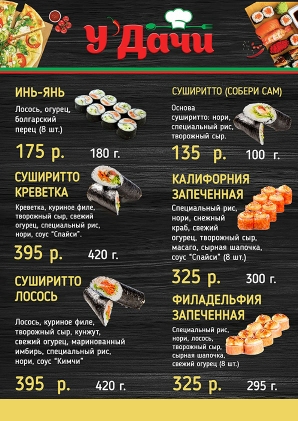 У Дачи
ИНЬ-ЯНЬ
Лосось, огурец,
болгарский
перец (8 шт.)
175 р. 180 г.
СУШИРИТТО
КРЕВЕТКА
Креветка, куриное филе,
творожный сыр, свежий
огурец, специальный рис,
нори, соус "Спайси".
395 р. 420 г.
СУШИРИТТО
ЛОСОСЬ
Лосось, куриное филе,
творожный сыр, кунжут,
свежий огурец, маринованный
имбирь, специальный рис,
нори, соус "Кимчи"
395 р. 420 г.
СУШИРИТТО (СОБЕРИ САМ)
Основа
суширитто: нори,
специальный рис,
творожный сыр.
135 р. 100 г.
КАЛИФОРНИЯ
ЗАПЕЧЕННАЯ
Специальный рис,
нори, снежный
краб, свежий
огурец, творожный сыр,
масаго, сырная шапочка,
соус "Спайси" (8 шт.)
325 р. 300 г.
ФИЛАДЕЛЬФИЯ
ЗАПЕЧЕННАЯ
Специальный рис,
нори, лосось,
творожный сыр,
сырная шапочка,
свежий огурец (8 шт.)
325 р. 295 г.